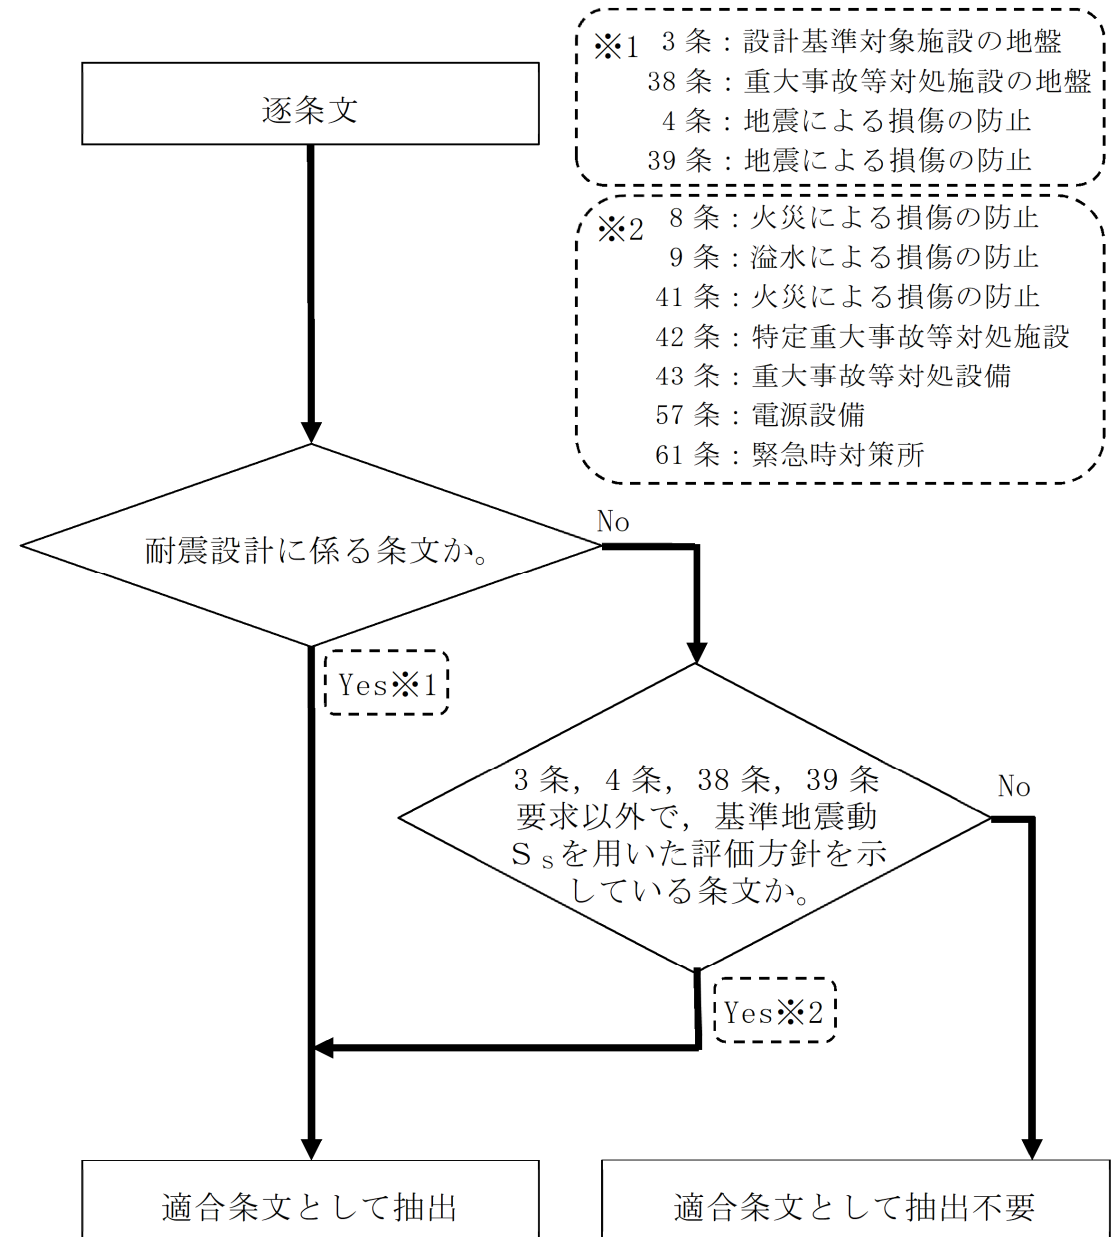 ※1 3条：設計基準対象施設の地盤
38条：重大事故等対処施設の地盤
4条：地震による損傷の防止
39条：地震による損傷の防止
※2 8条：火災による損傷の防止
9条：溢水による損傷の防止
41条：火災による損傷の防止
42条：特定重大事故等対処施設
43条：重大事故等対処設備
57条：電源設備
61条：緊急時対策所
逐条文
耐震設計に係る条文か。
No
Yes※1
3条，4条，38条，39条
要求以外で，基準地震動
Ｓｓを用いた評価方針を示
している条文か。
No
Yes※2
適合条文として抽出
適合条文として抽出不要